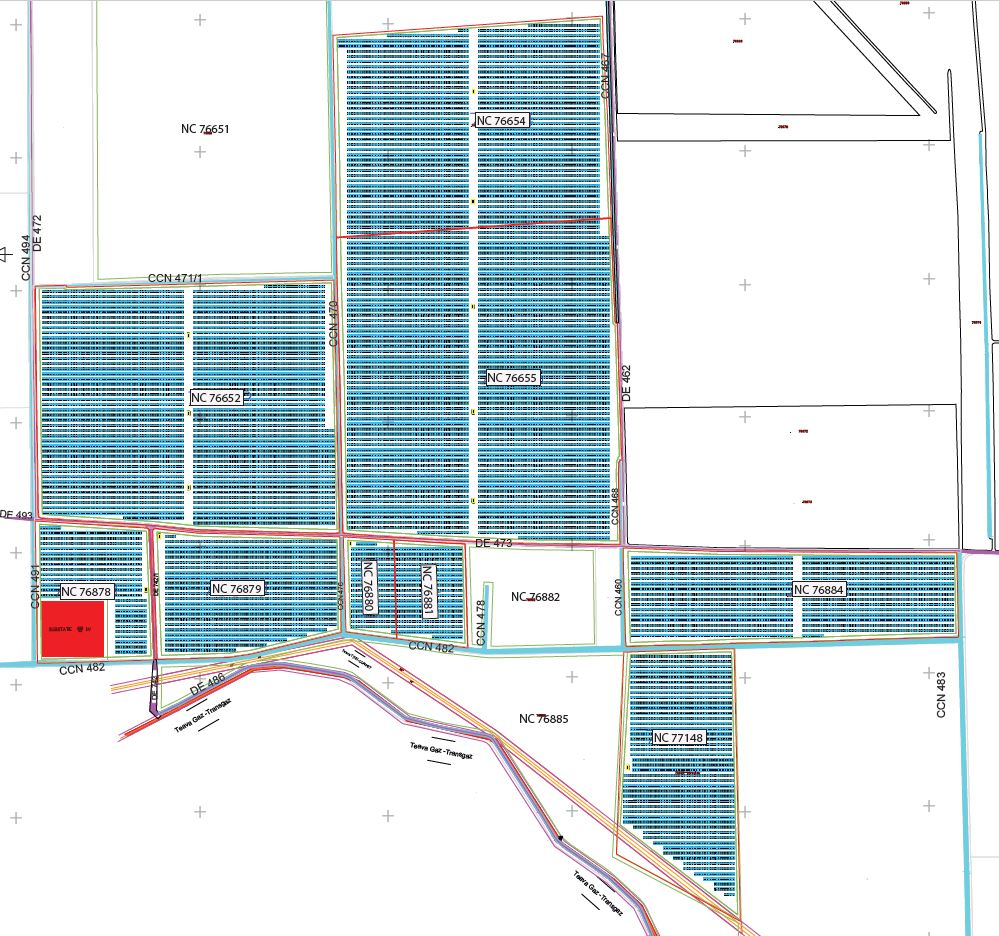 NC 76654
CCN 467
NC 76651
DE 472
CCN 494
CCN 471/1
CCN 470
NC 76655
DE 462
NC 76652
CCN 468
DE 493
DE 473
CCN 491
NC 76878
NC 76879
NC 76880
NC 76881
CCN 478
NC 76882
CCN 460
NC 76884
CCN 482
CCN 482
DE 486
Teava Gaz -Transgaz
NC 76885
Teava Gaz -Transgaz
NC 77148
CCN 483
Teava Gaz -Transgaz